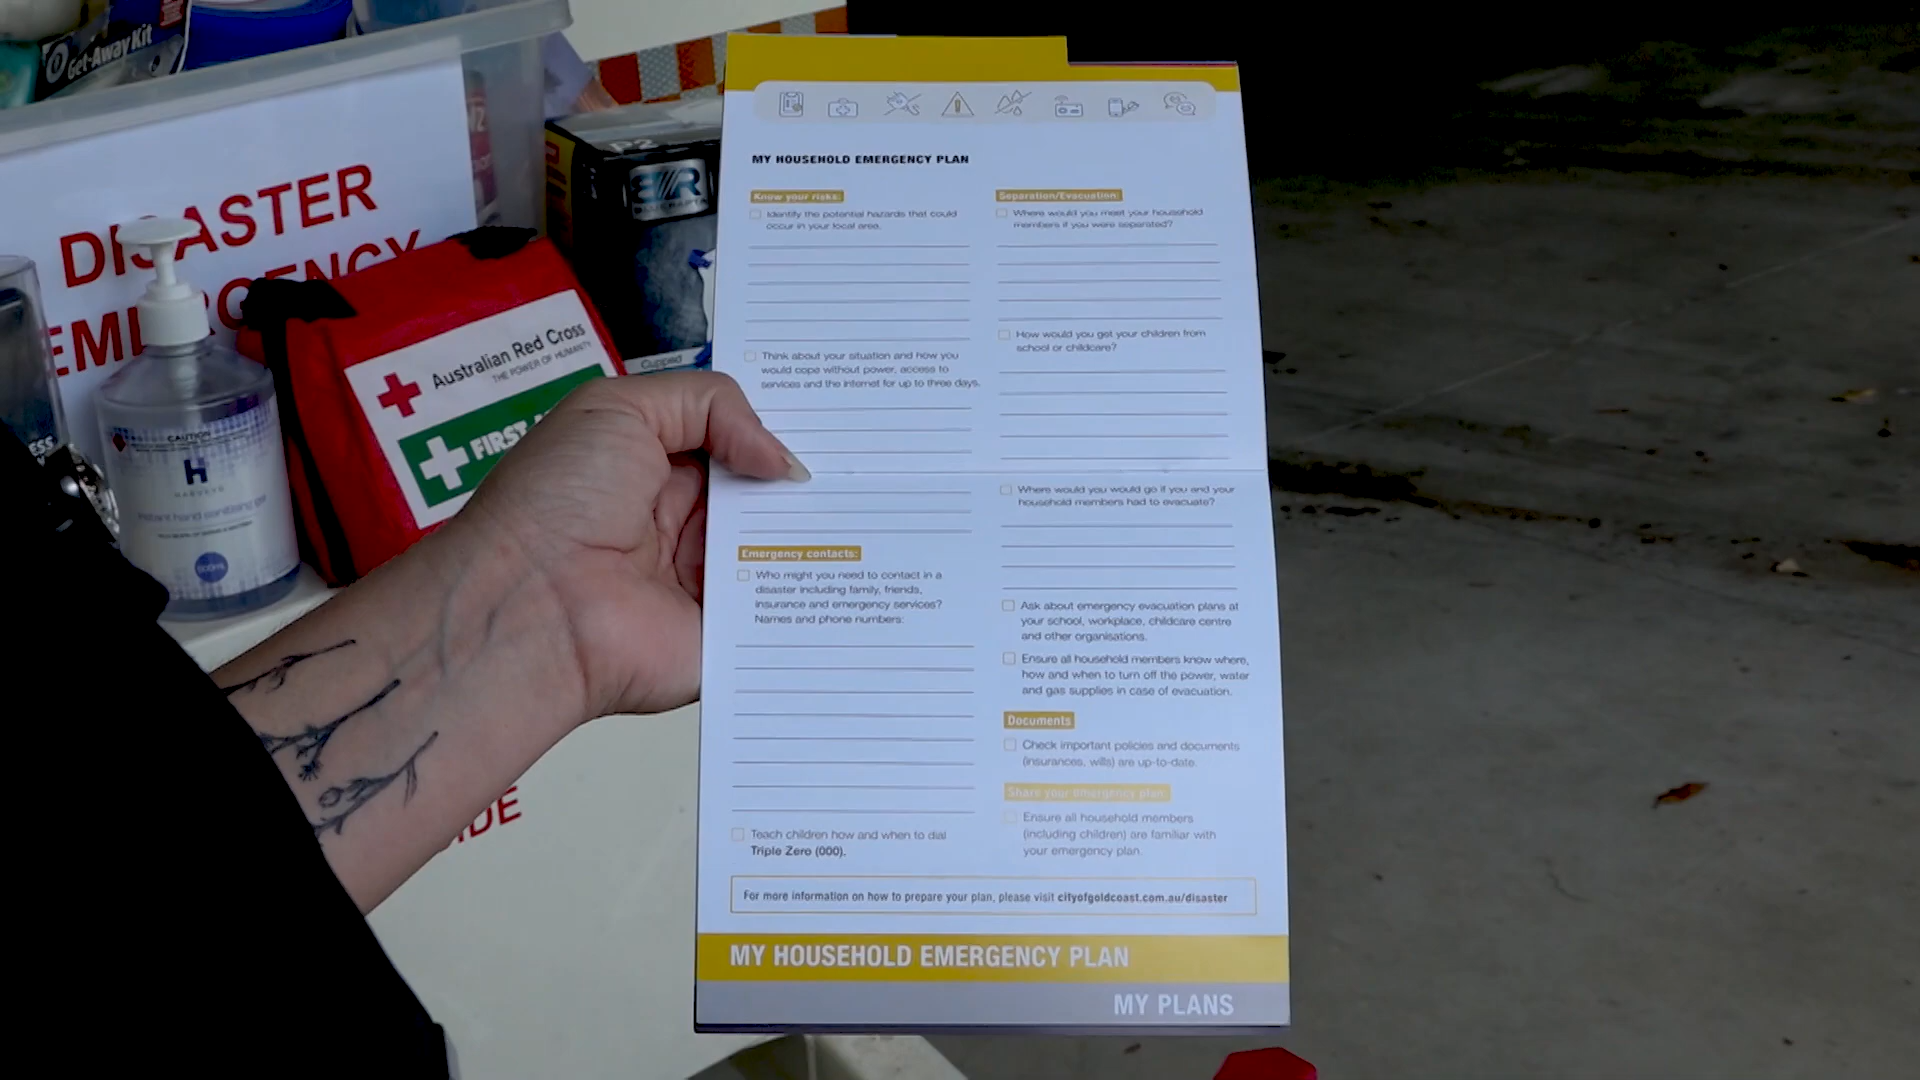 Get-Away Kit
DISASTER
EMERGENCY
Australian Red Cross
THE POWER OF HUMANITY
FIRST
P2
Cupped
CAUTION
H
HARVEYS
instant hand sanitising gel
500mL
IDE
MY HOUSEHOLD EMERGENCY PLAN
Know your risks:
Identify the potential hazards that could
occur in your local area.
Think about your situation and how you
would cope without power, access to
services and the internet for up to three days.
Emergency contacts:
Who might you need to contact in a
disaster including family, friends,
insurance and emergency services?
Names and phone numbers:
Teach children how and when to dial
Triple Zero (000).
Separation/Evacuation:
Where would you meet your household
members if you were separated?
How would you get your children from
school or childcare?
Where would you would go if you and your
household members had to evacuate?
Ask about emergency evacuation plans at
your school, workplace, childcare centre
and other organisations.
Ensure all household members know where,
how and when to turn off the power, water
and gas supplies in case of evacuation.
Documents
Check important policies and documents
(insurances, wills) are up-to-date.
Share your emergency plan:
Ensure all household members
(including children) are familiar with
your emergency plan.
For more information on how to prepare your plan, please visit cityofgoldcoast.com.au/disaster
MY HOUSEHOLD EMERGENCY PLAN
MY PLANS